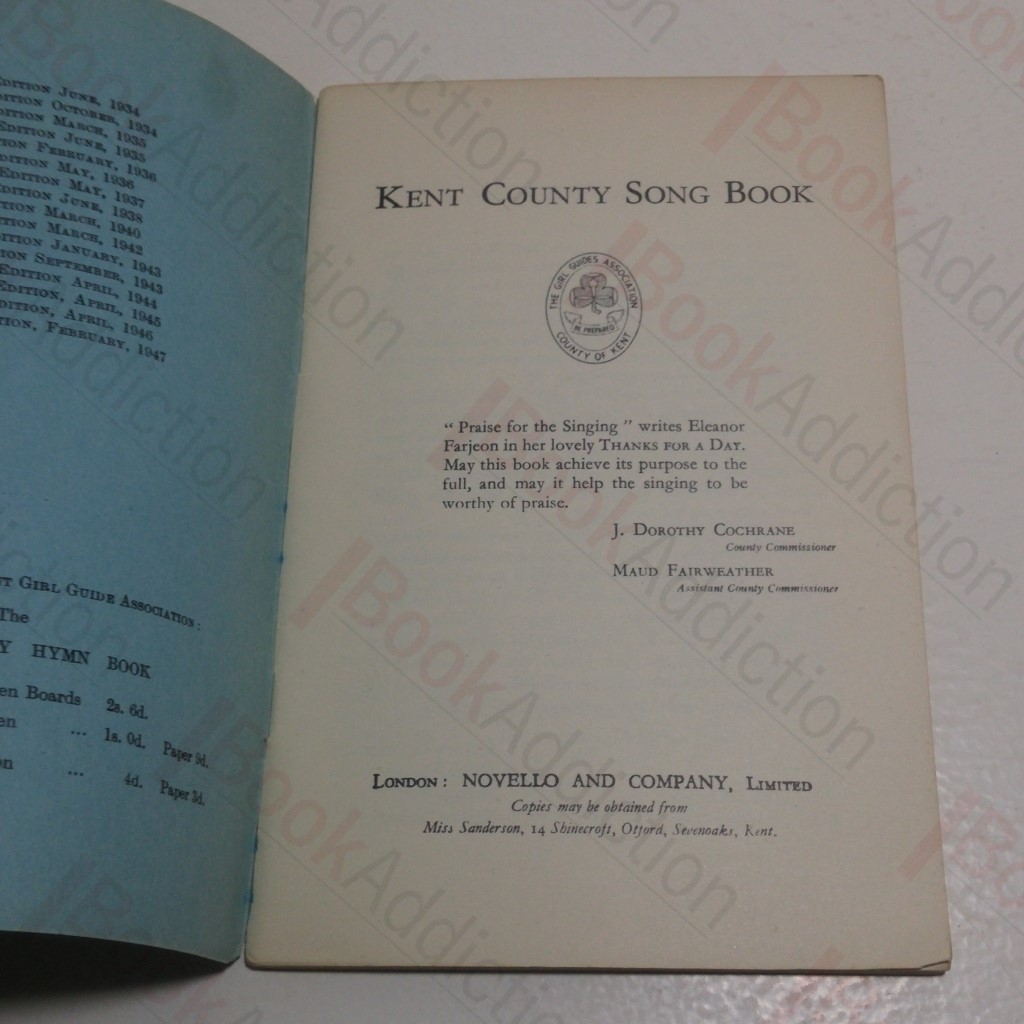 EDITION JUNE, 1934
EDITION OCTOBER, 1934
EDITION MARCH, 1935
EDITION JUNE, 1935
FEBRUARY, 1936
EDITION MAY, 1936
EDITION MAY, 1937
EDITION JUNE, 1938
MARCH, 1940
MARCH, 1942
JANUARY, 1943
SEPTEMBER, 1943
EDITION APRIL, 1944
EDITION, APRIL, 1945
EDITION, APRIL, 1946
FEBRUARY, 1947
GIRL GUIDE ASSOCIATION:
The
HYMN BOOK
Boards 2s. 6d.
... 1s. 0d. Paper 9d.
... 4d. Paper 3d.
KENT COUNTY SONG BOOK
THE GIRL GUIDES ASSOCIATION
BE PREPARED
COUNTY OF KENT
“ Praise for the Singing ” writes Eleanor
Farjeon in her lovely THANKS FOR A DAY.
May this book achieve its purpose to the
full, and may it help the singing to be
worthy of praise.
J. DOROTHY COCHRANE
County Commissioner
MAUD FAIRWEATHER
Assistant County Commissioner
LONDON: NOVELLO AND COMPANY, LIMITED
Copies may be obtained from
Miss Sanderson, 14 Shinecroft, Otford, Sevenoaks, Kent.
BookAddiction